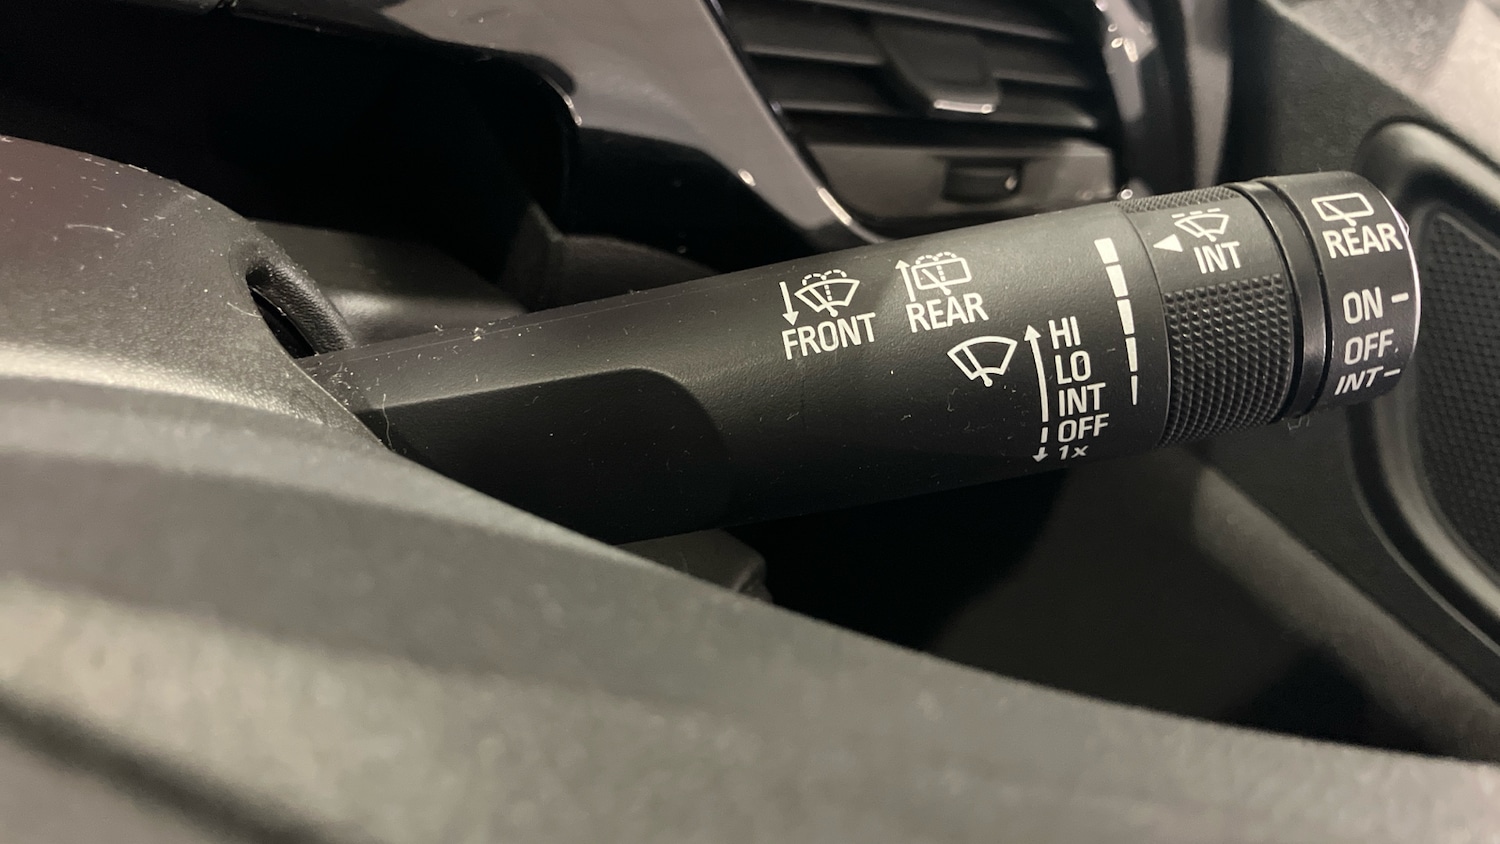 FRONT
REAR
HI
LO
INT
OFF
1x
INT
REAR
ON
OFF
INT